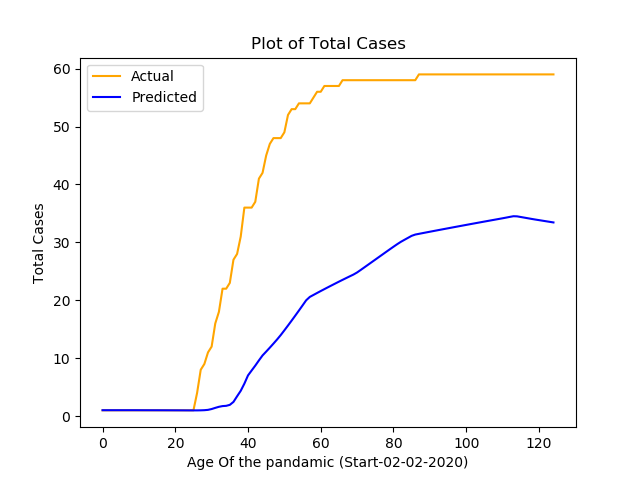 Plot of Total Cases
Actual
Predicted
60
50
40
30
20
10
0
Total Cases
0 20 40 60 80 100 120
Age Of the pandamic (Start-02-02-2020)